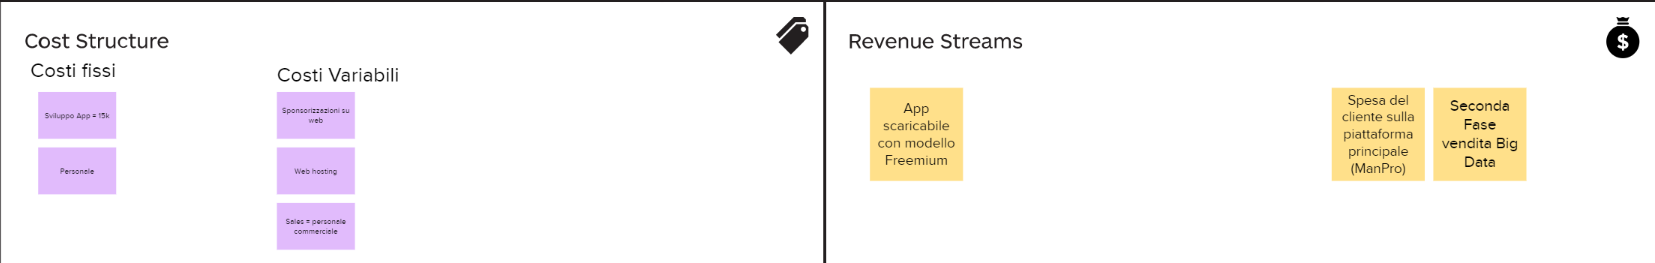 Cost Structure
Costi fissi
Sviluppo App = 15k
Personale
Costi Variabili
Sponsorizzazioni su
web
Web hosting
Sales = personale
commerciale
Revenue Streams
$
App
scaricabile
con modello
Freemium
Spesa del
cliente sulla
piattaforma
principale
(ManPro)
Seconda
Fase
vendita Big
Data